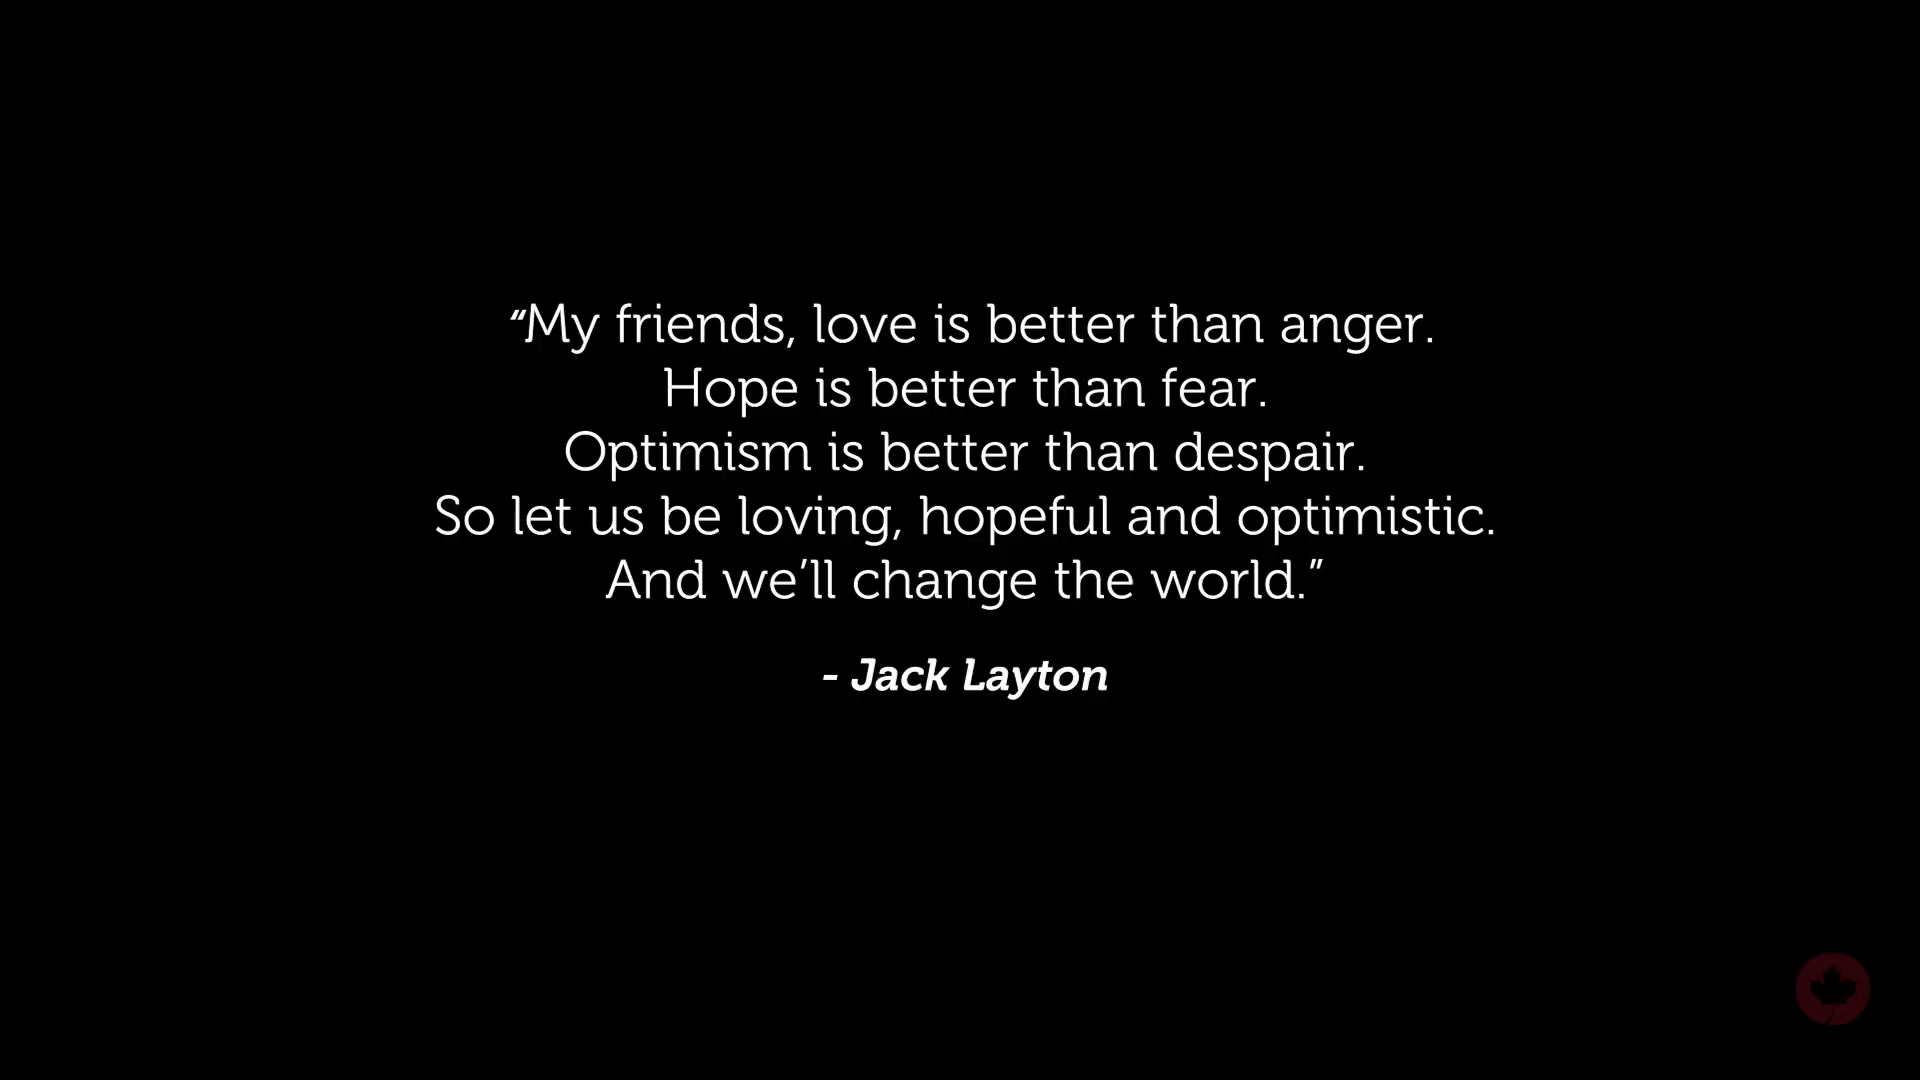 “My friends, love is better than anger.
Hope is better than fear.
Optimism is better than despair.
So let us be loving, hopeful and optimistic.
And we’ll change the world.”
- Jack Layton